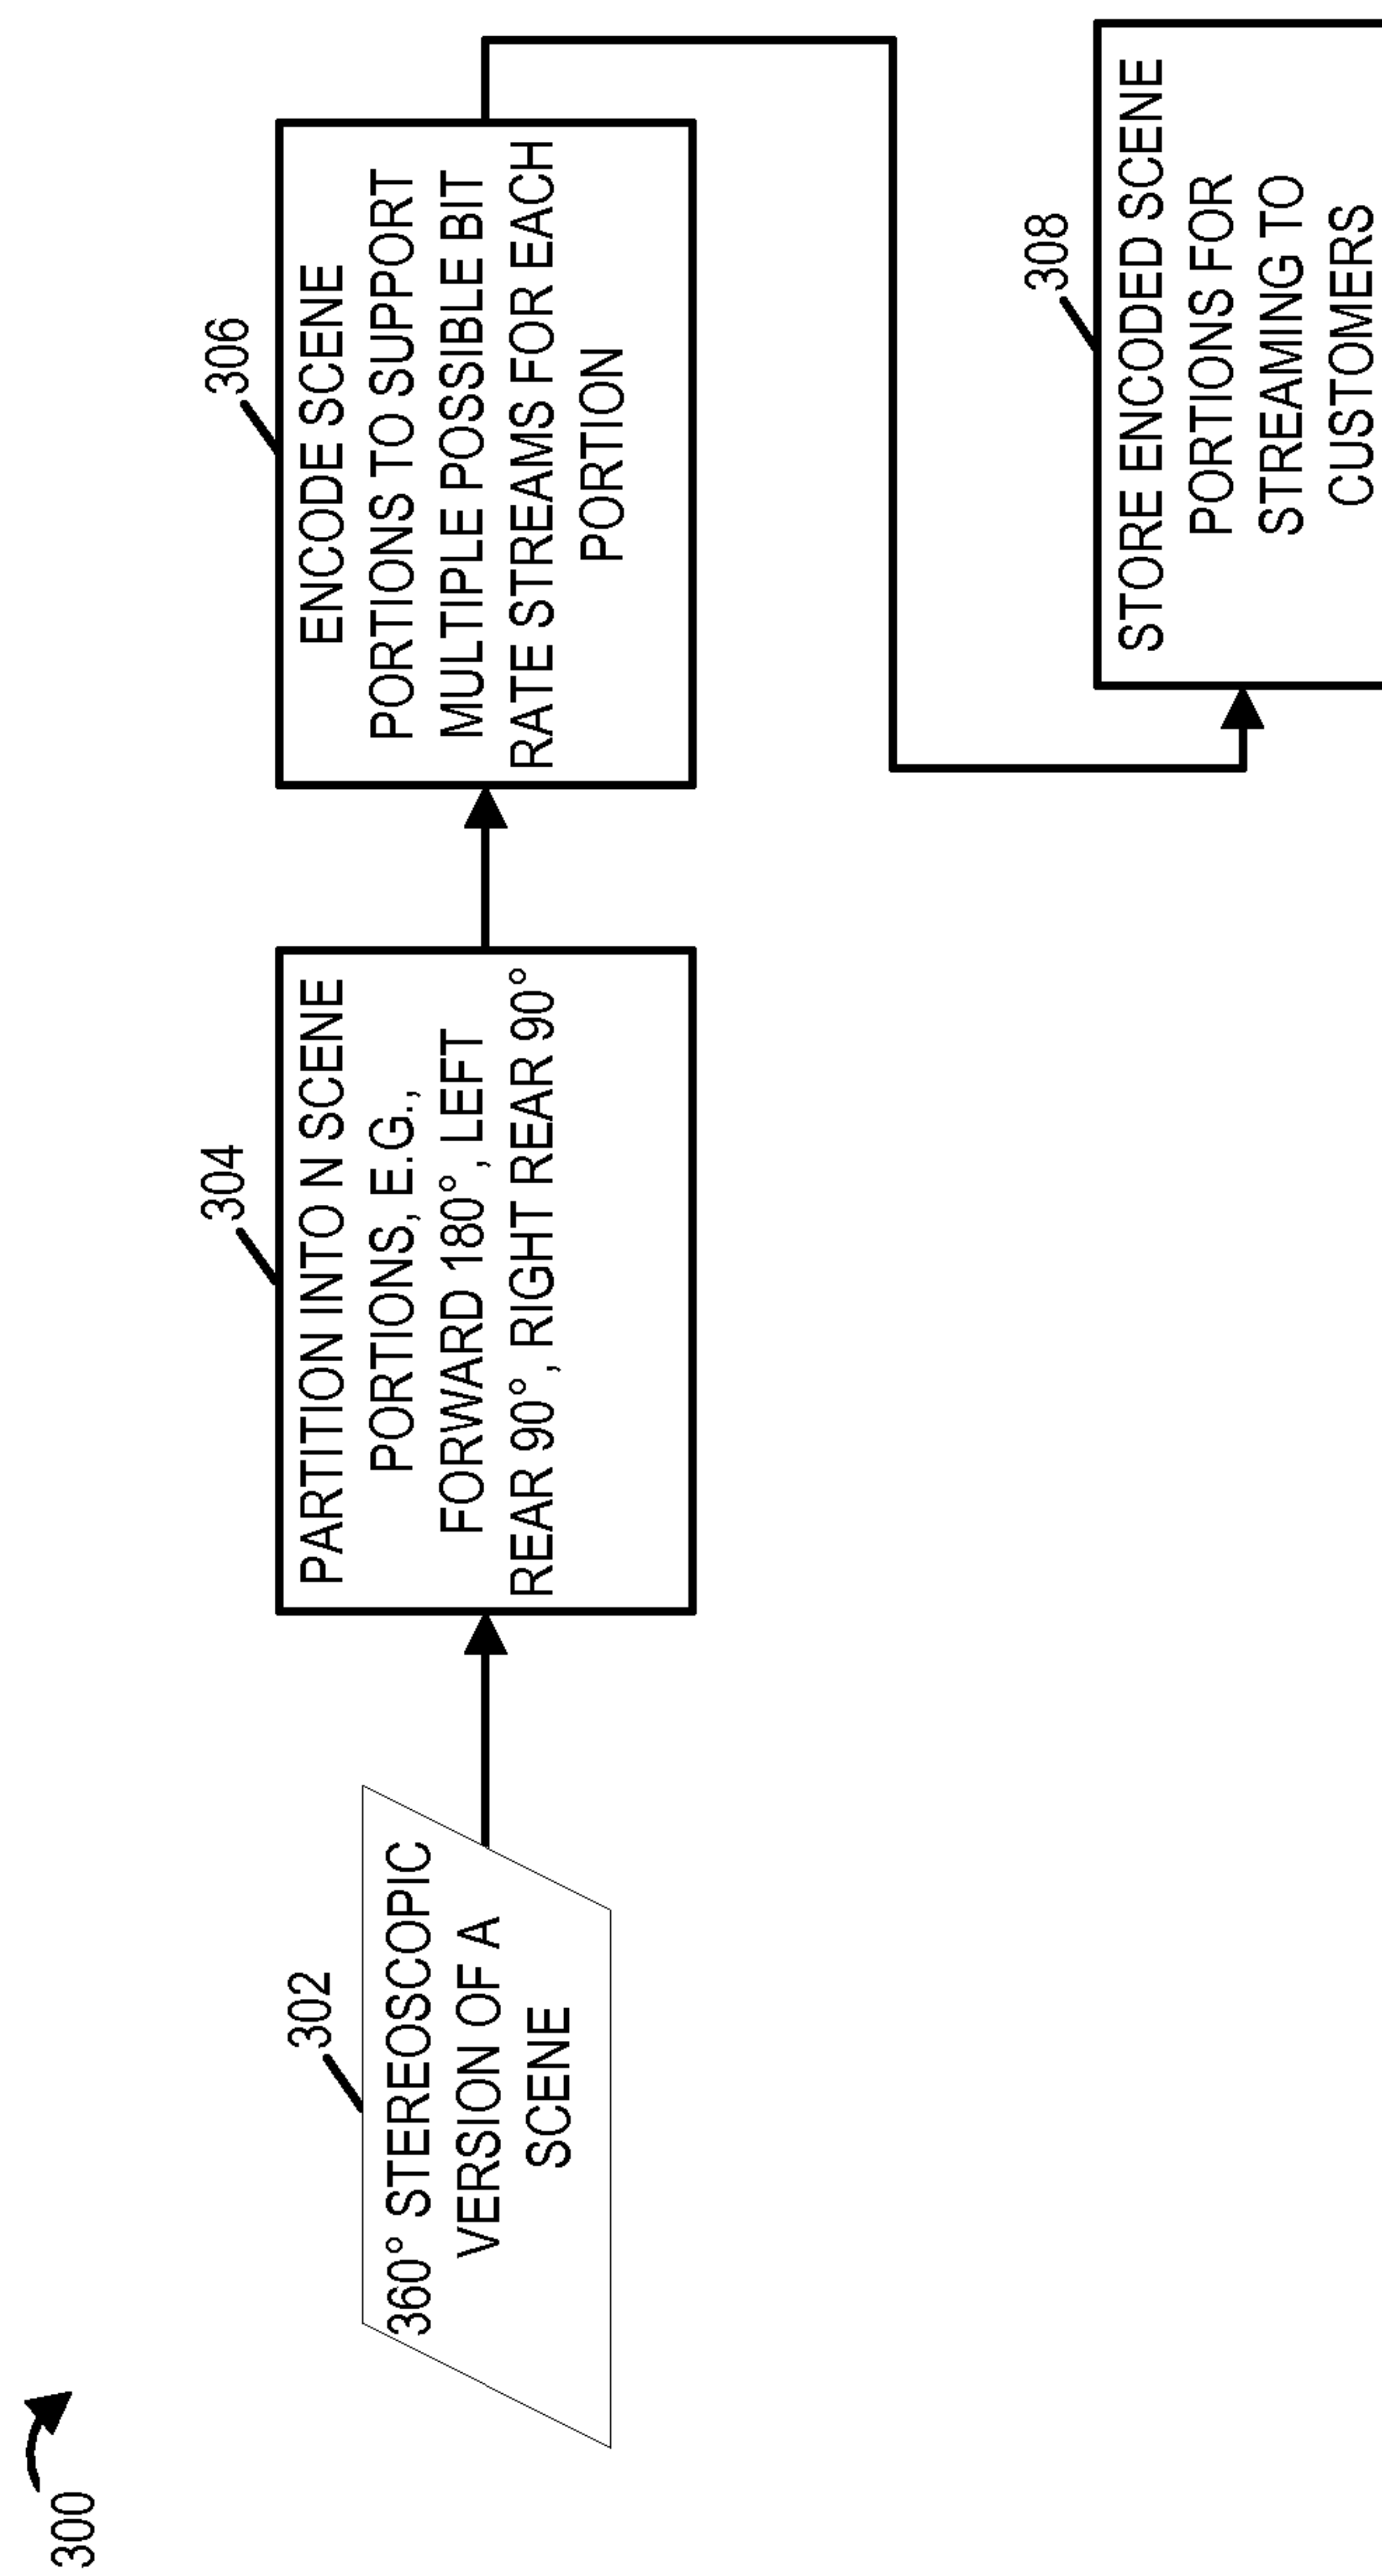 300
302
360° STEREOSCOPIC
VERSION OF A
SCENE
304
PARTITION INTO N SCENE
PORTIONS, E.G.,
FORWARD 180°, LEFT
REAR 90°, RIGHT REAR 90°
306
ENCODE SCENE
PORTIONS TO SUPPORT
MULTIPLE POSSIBLE BIT
RATE STREAMS FOR EACH
PORTION
308
STORE ENCODED SCENE
PORTIONS FOR
STREAMING TO
CUSTOMERS